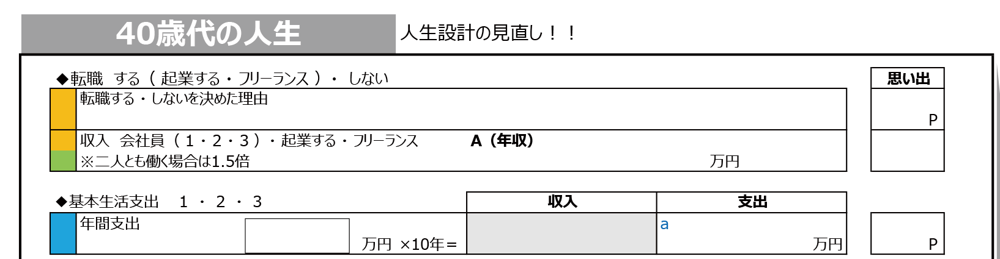 40歳代の人生 人生設計の見直し！！
◆転職 する（ 起業する・ フリーランス ）・ しない 思い出
転職する・しないを決めた理由
P
収入 会社員（ 1・2・3 ）・起業する・フリーランス A（年収）
※二人とも働く場合は1.5倍 万円
◆基本生活支出 1 ・ 2 ・ 3 収入 支出
年間支出 a
万円 ×10年＝ 万円 P